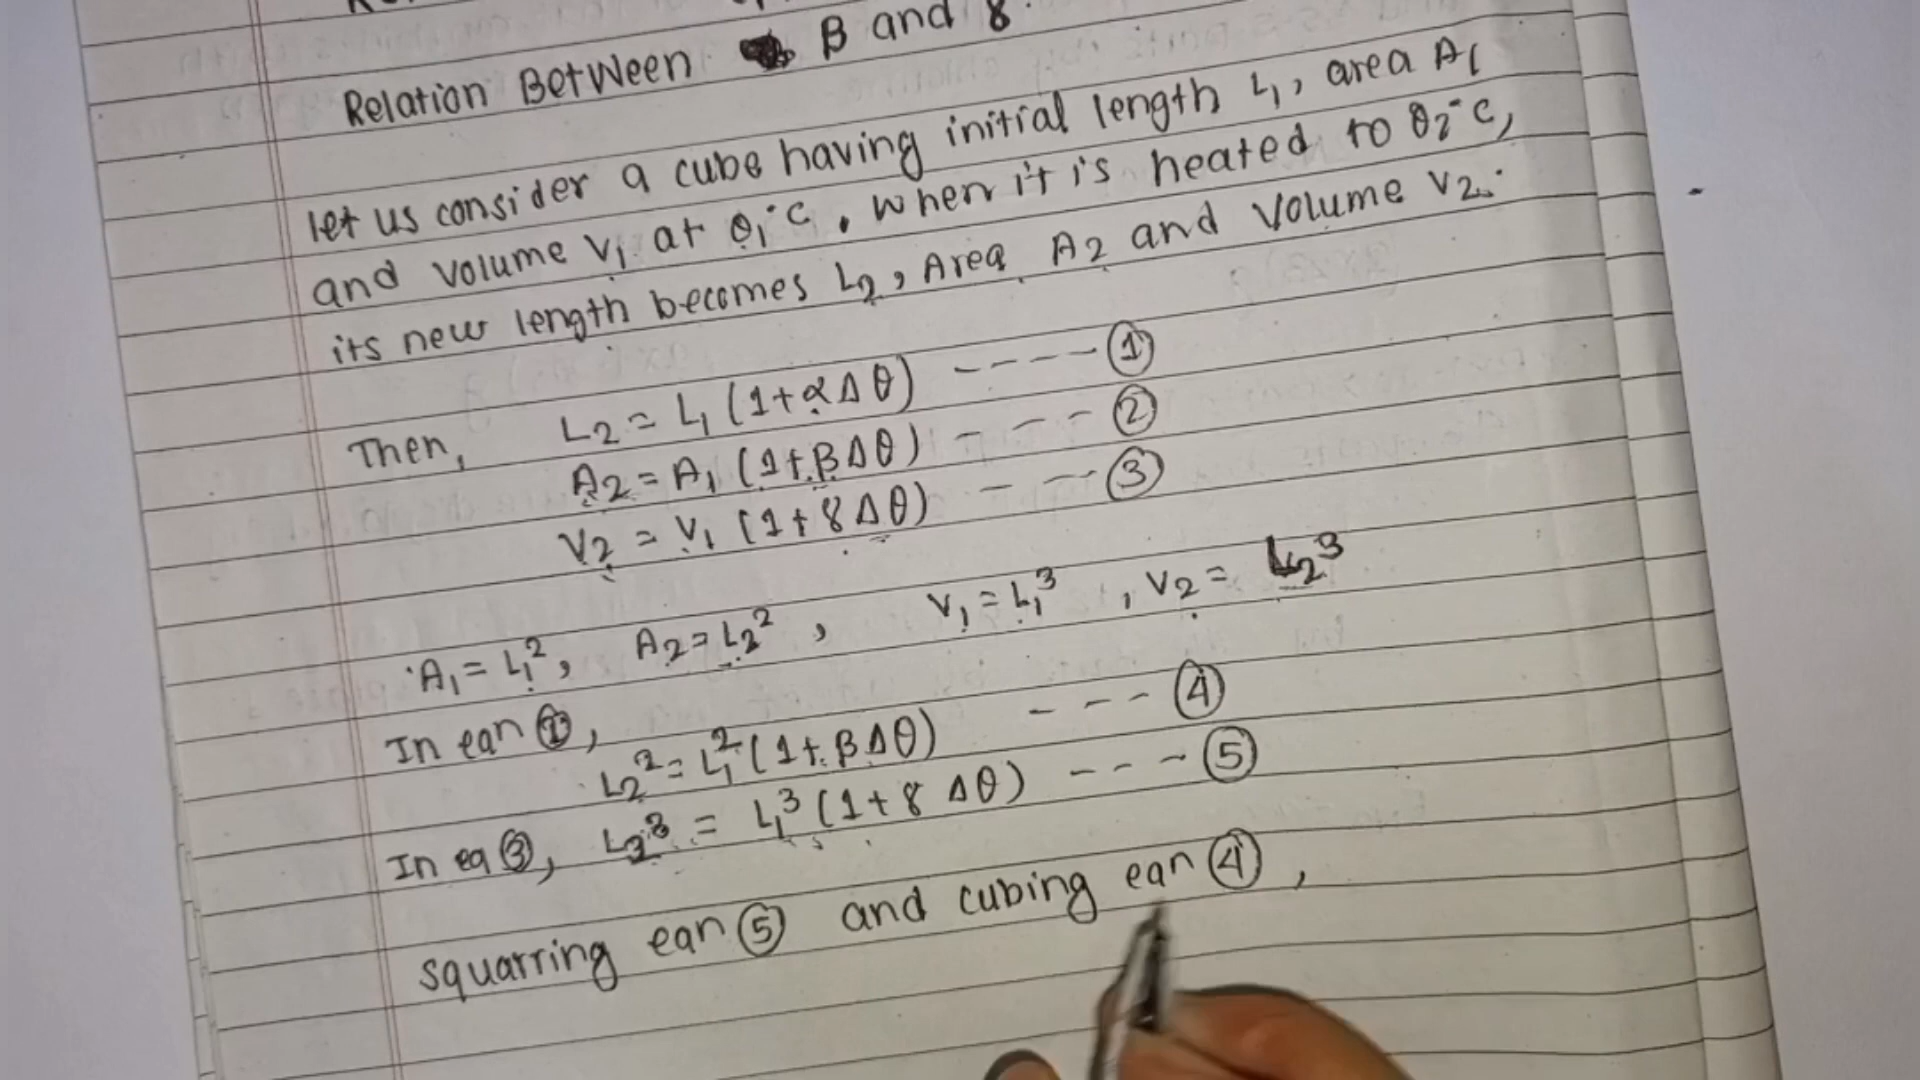 Relation Between β and γ
let us consider a cube having initial length L₁, area A₁
and volume V₁ at θ₁°C. When it is heated to θ₂°C,
its new length becomes L₂, Area A₂ and Volume V₂.
Then, L₂ = L₁ (1+αΔθ) ----- ①
A₂ = A₁ (1+βΔθ) ---- ②
V₂ = V₁ (1+γΔθ) ---- ③
A₁ = L₁², A₂ = L₂², V₁ = L₁³, V₂ = L₂³
In eqn ②,
L₂² = L₁² (1+βΔθ) --- ④
In eq ③, L₂³ = L₁³ (1+γ Δθ) --- ⑤
squarring eqn ⑤ and cubing eqn ④,